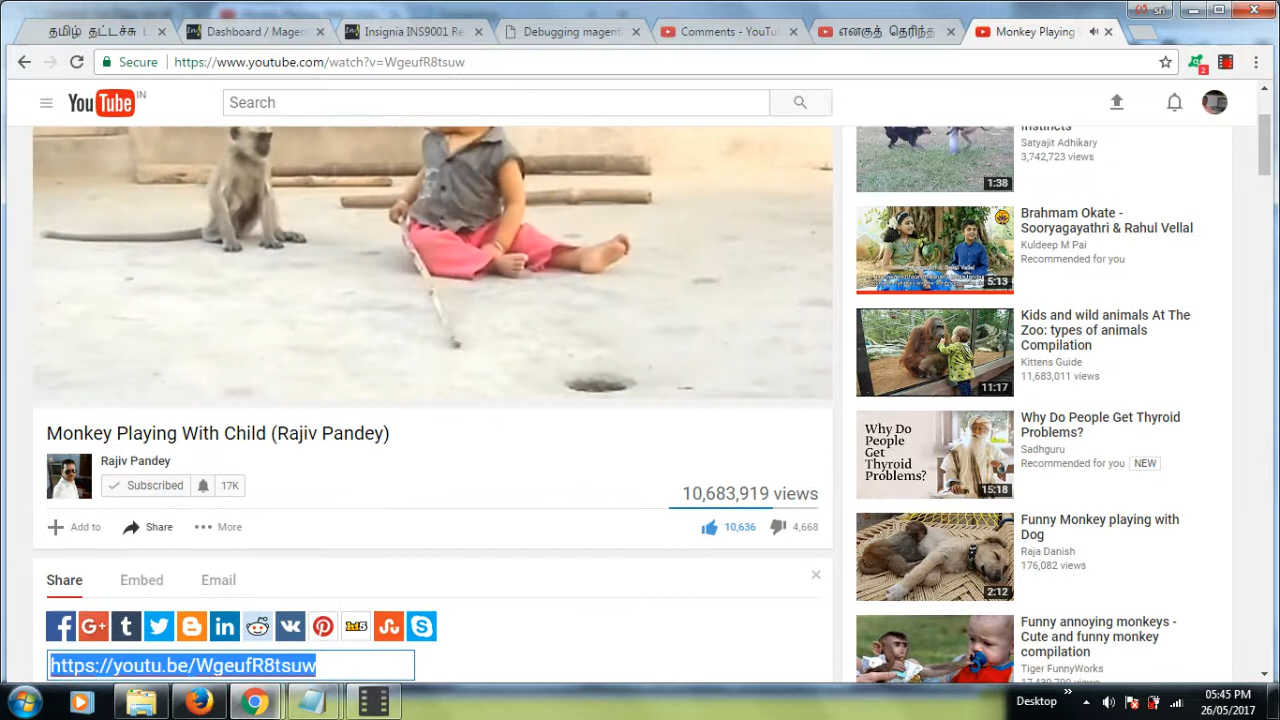 தமிழ் தட்டச்சு L
Dashboard / Magen
Insignia INS9001 Re
Debugging magent
Comments - YouTu
எனகுத் தெரிந்த
Monkey Playing
sri
Secure
https://www.youtube.com/watch?v=WgeufR8tsuw
2
YouTube IN
Search
Instincts
Satyajit Adhikary
3,742,723 views
1:38
Brahmam Okate -
Sooryagayathri & Rahul Vellal
Kuldeep M Pai
Recommended for you
5:13
Kids and wild animals At The
Zoo: types of animals
Compilation
Kittens Guide
11,683,011 views
11:17
Why Do
People
Get
Thyroid
Problems?
15:18
Why Do People Get Thyroid
Problems?
Sadhguru
Recommended for you NEW
Funny Monkey playing with
Dog
Raja Danish
176,082 views
2:12
Funny annoying monkeys -
Cute and funny monkey
compilation
Tiger FunnyWorks
Monkey Playing With Child (Rajiv Pandey)
Rajiv Pandey
Subscribed 17K
10,683,919 views
Add to Share More
10,636 4,668
Share Embed Email
https://youtu.be/WgeufR8tsuw
Desktop
05:45 PM
26/05/2017